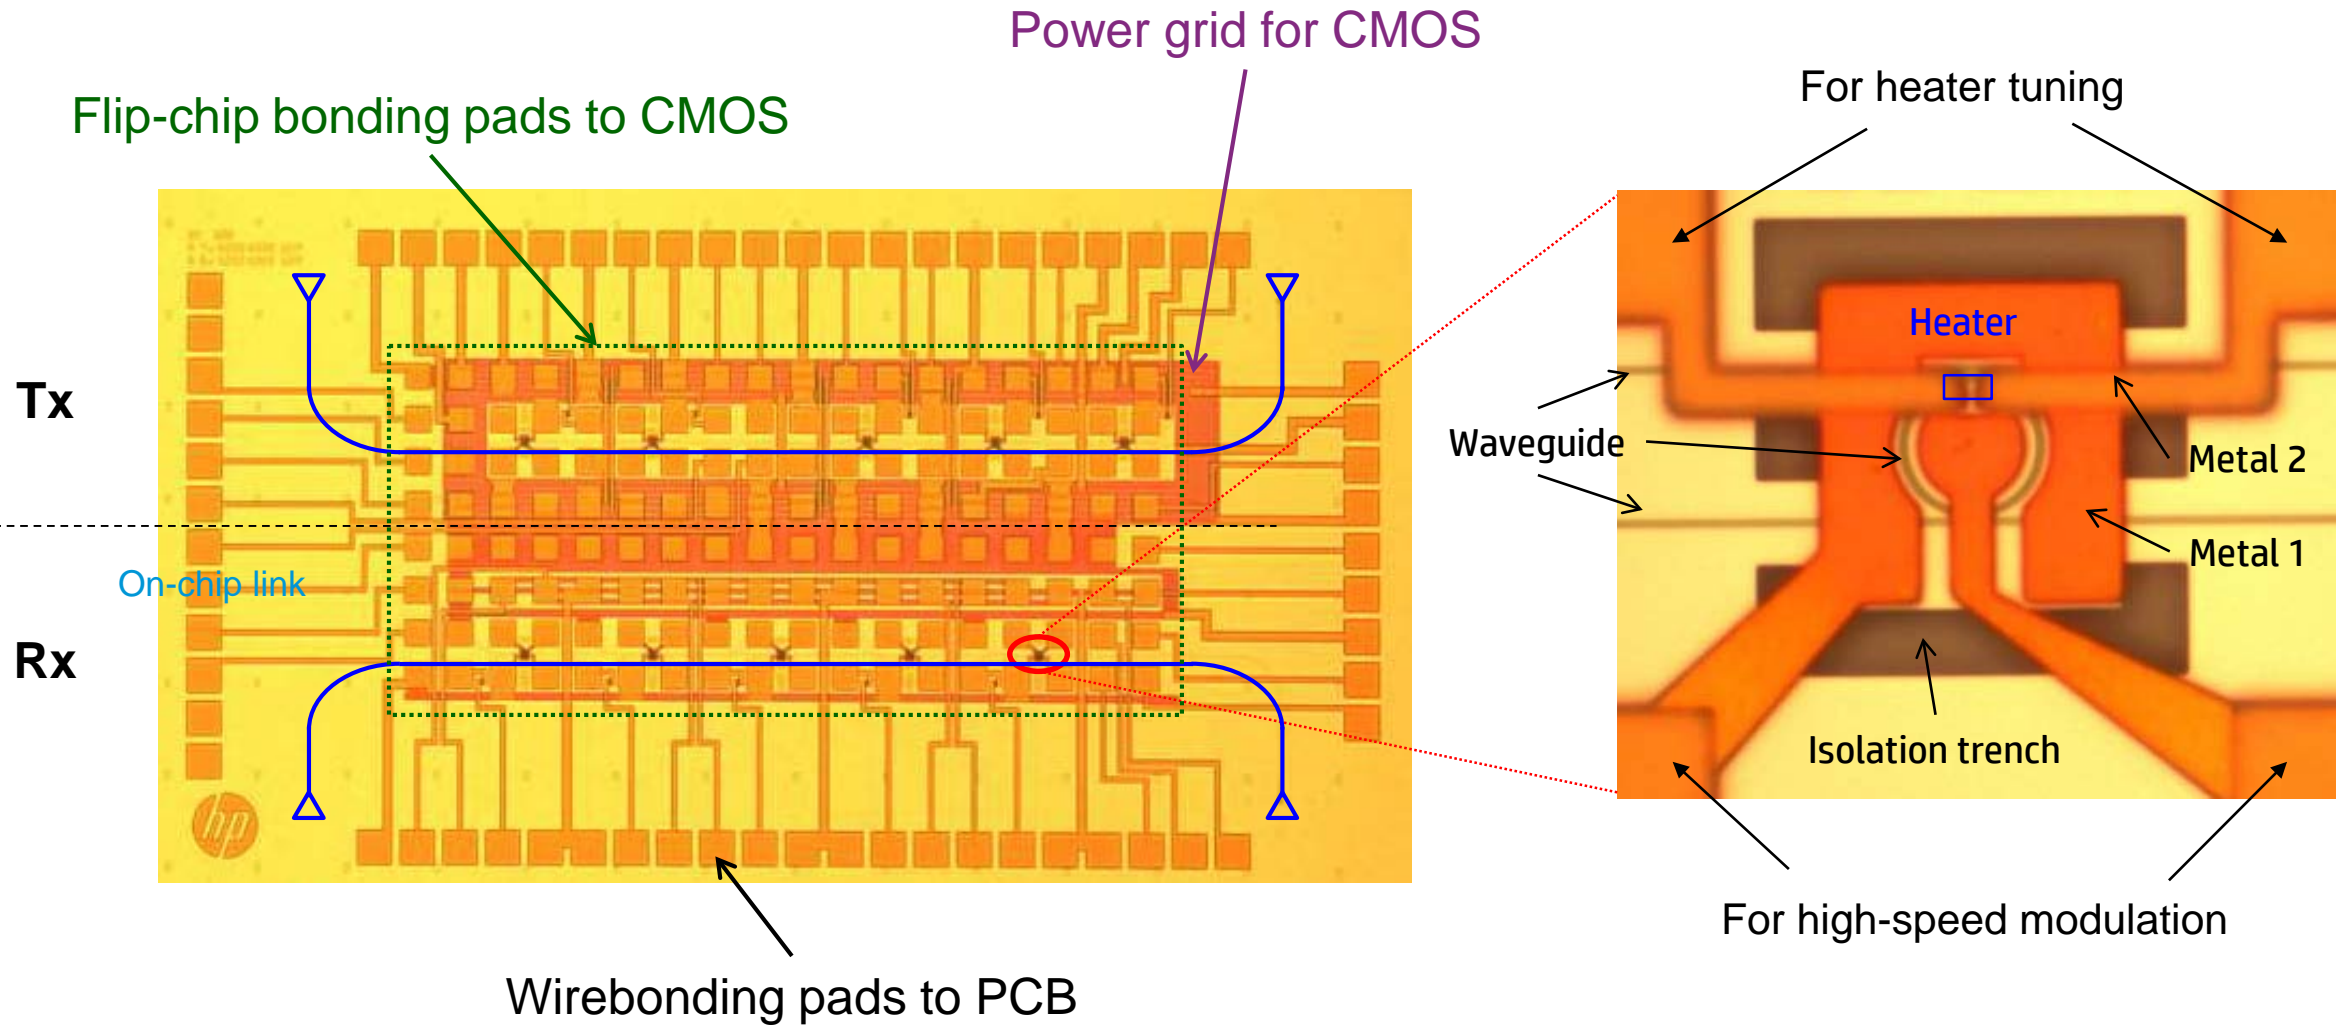 Power grid for CMOS
For heater tuning
Flip-chip bonding pads to CMOS
Heater
Tx
Waveguide
Metal 2
Metal 1
On-chip link
Rx
Isolation trench
hp
For high-speed modulation
Wirebonding pads to PCB